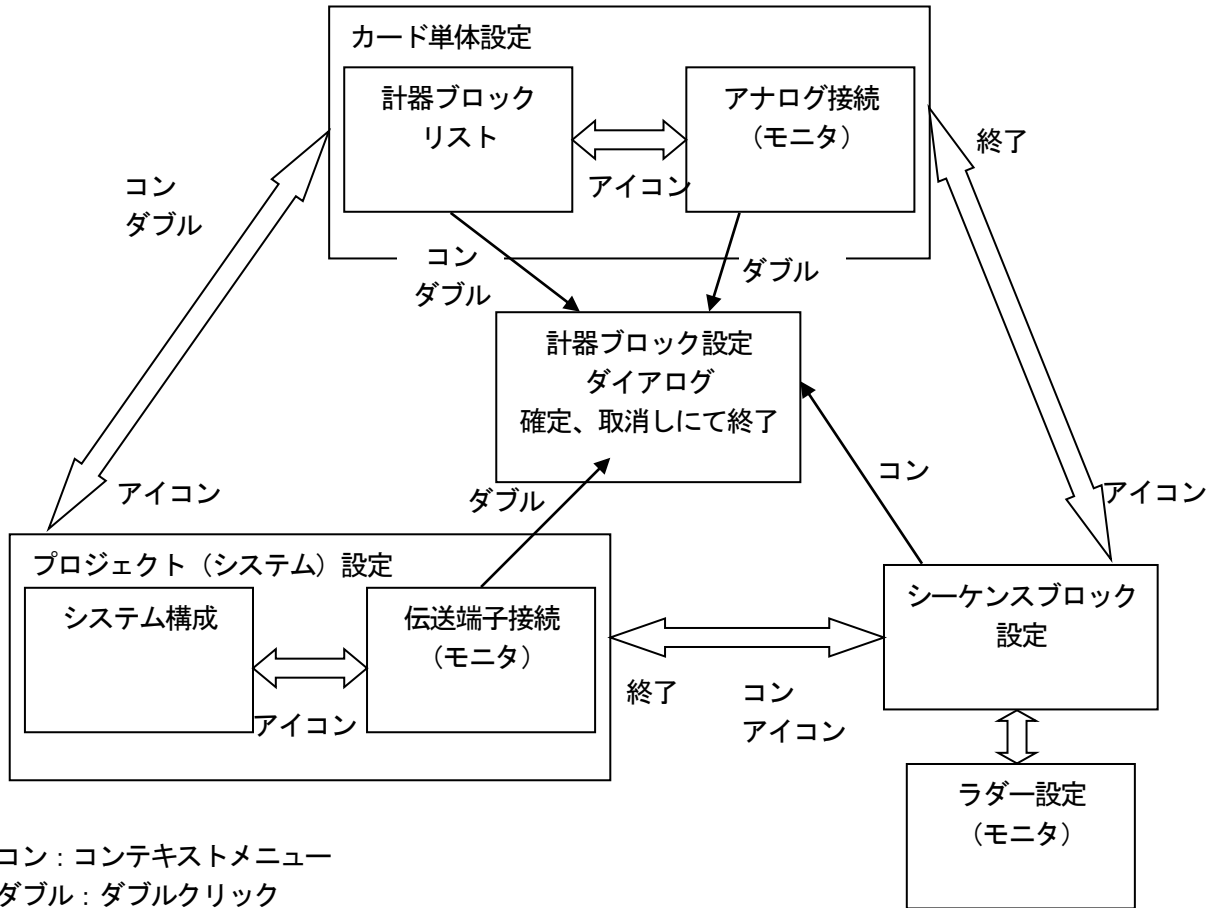 カード単体設定
計器ブロック
リスト
アナログ接続
（モニタ）
アイコン
終了
コン
ダブル
コン
ダブル
ダブル
計器ブロック設定
ダイアログ
確定、取消しにて終了
コン
アイコン
ダブル
アイコン
プロジェクト（システム）設定
システム構成
伝送端子接続
（モニタ）
アイコン
終了
コン
アイコン
シーケンスブロック
設定
ラダー設定
（モニタ）
コン：コンテキストメニュー
ダブル：ダブルクリック